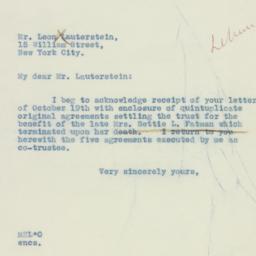 Mr. Leon Lauterstein,
15 William Street,
New York City.
My dear Mr. Lauterstein:
I beg to acknowledge receipt of your letter
of October 19th with enclosure of quintuplicate
original agreements settling the trust for the
benefit of the late Mrs. Settie L. Fatman which
terminated upon her death. I return to you
herewith the five agreements executed by me as
co-trustee.
Very sincerely yours,
HEL*O
encs.